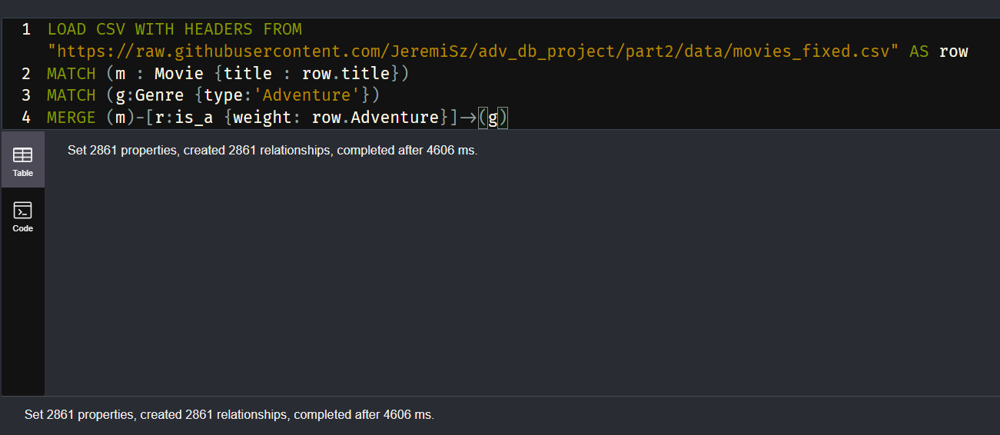 1 LOAD CSV WITH HEADERS FROM
"https://raw.githubusercontent.com/JeremiSz/adv_db_project/part2/data/movies_fixed.csv" AS row
2 MATCH (m : Movie {title : row.title})
3 MATCH (g:Genre {type:'Adventure'})
4 MERGE (m)-[r:is_a {weight: row.Adventure}]->(g)
Set 2861 properties, created 2861 relationships, completed after 4606 ms.
Table
Code
Set 2861 properties, created 2861 relationships, completed after 4606 ms.